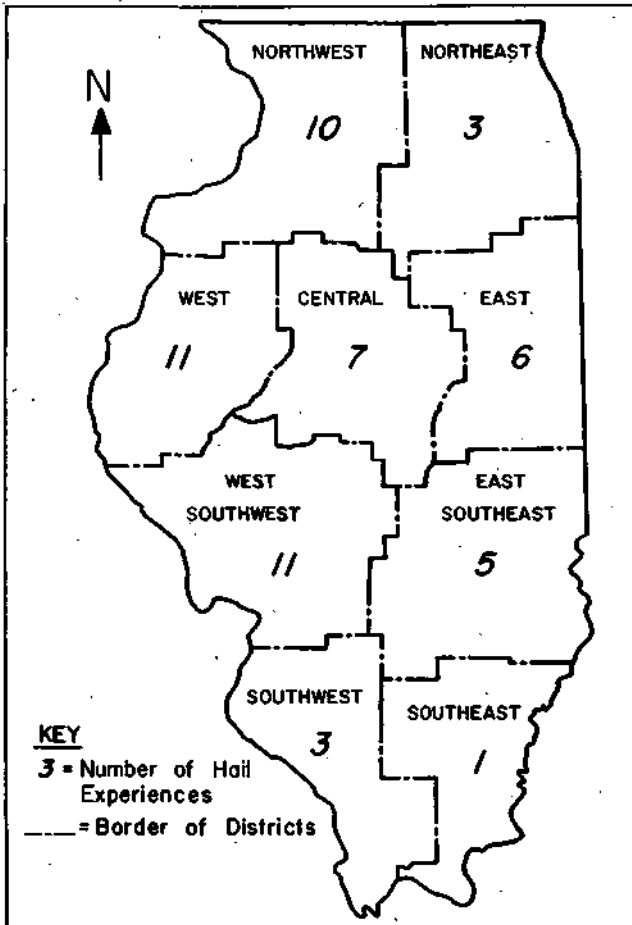 NORTHWEST
NORTHEAST
N
10
3
WEST
CENTRAL
EAST
11
7
6
WEST
SOUTHWEST
EAST
SOUTHEAST
11
5
SOUTHWEST
SOUTHEAST
3
1
KEY
3 = Number of Hail
Experiences
= Border of Districts